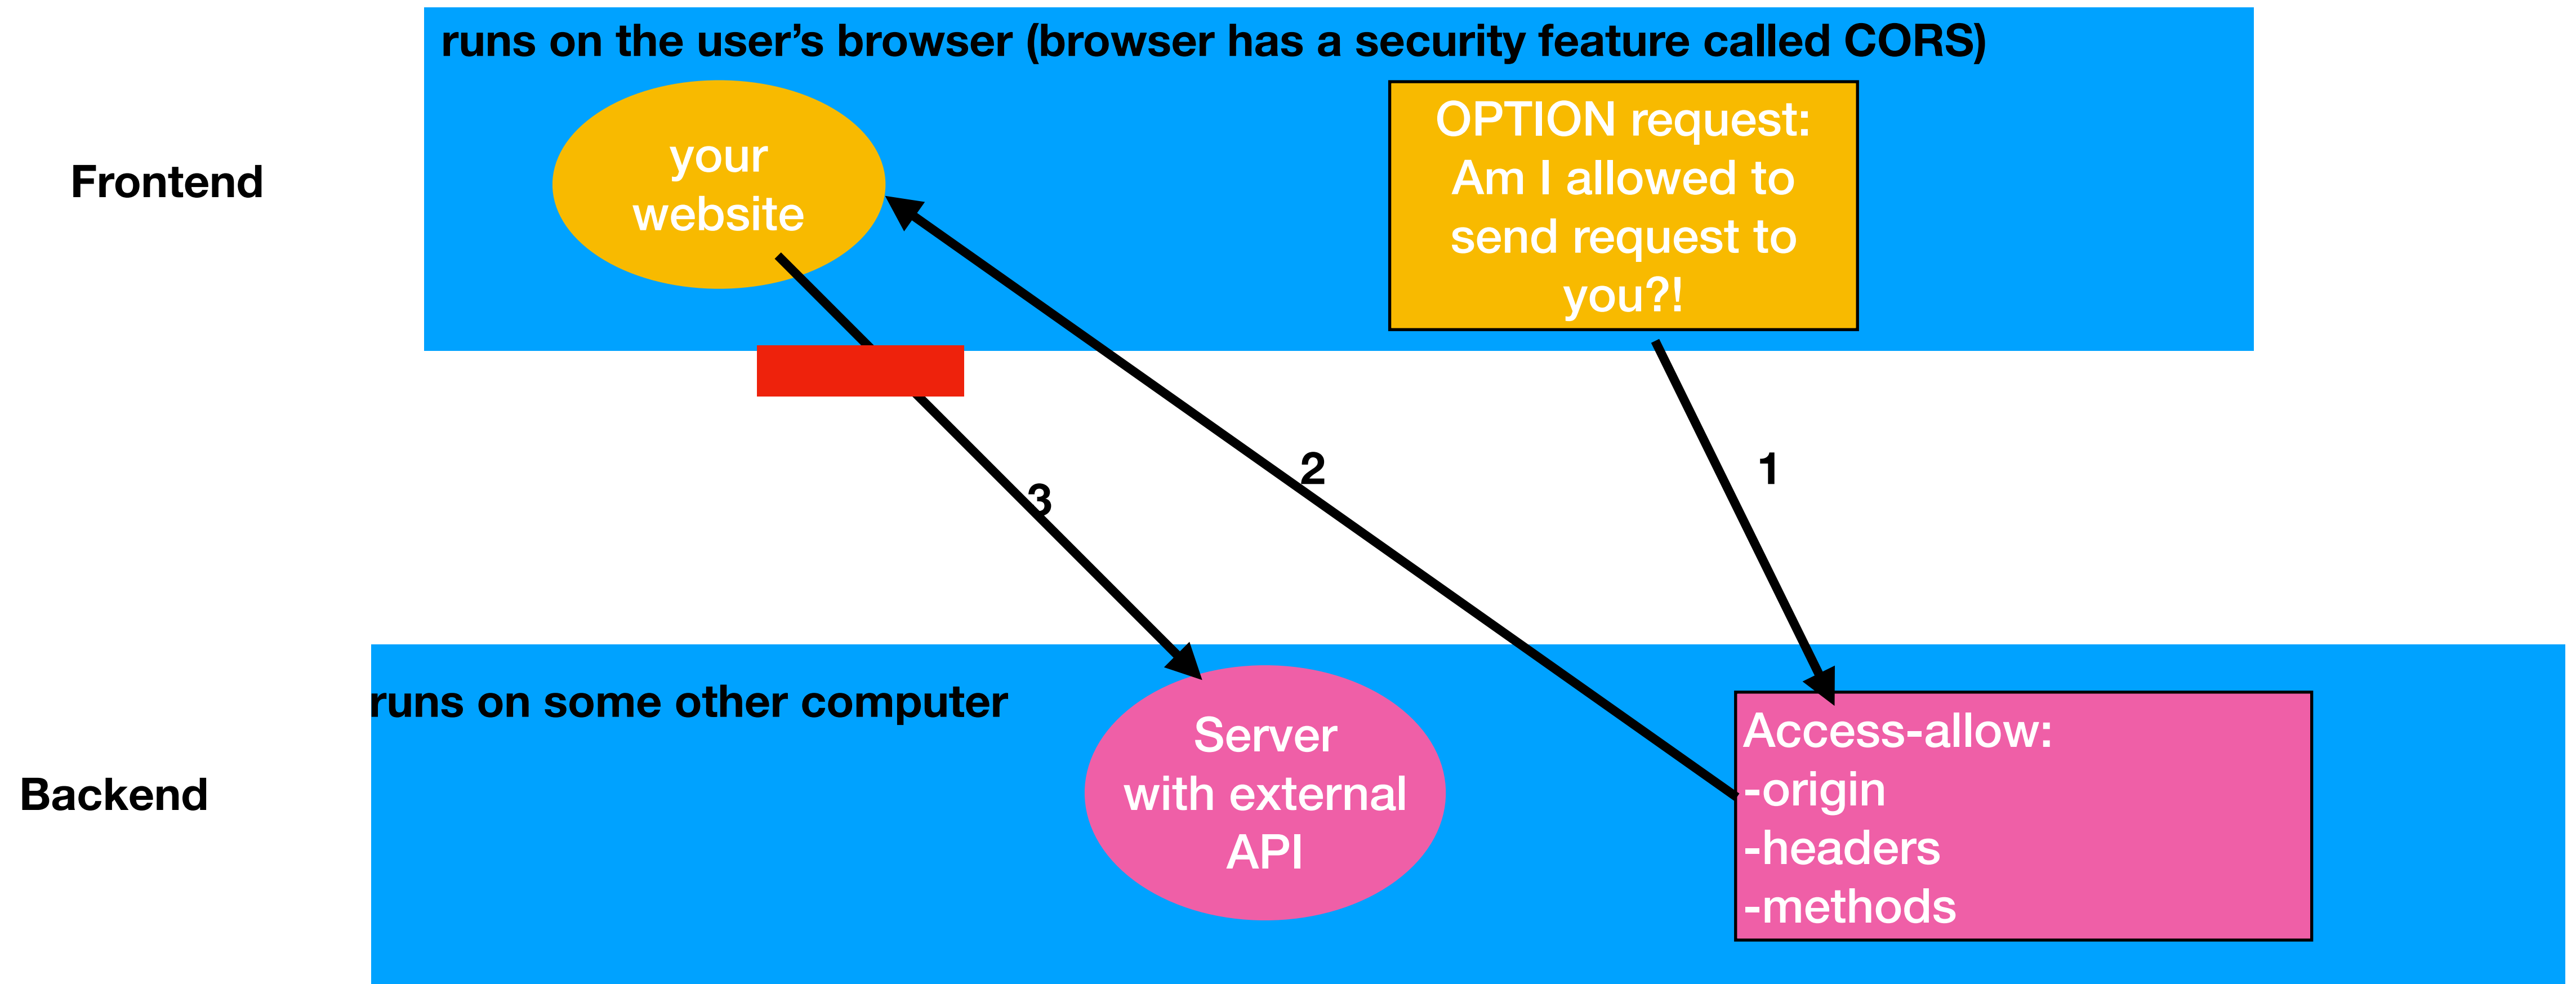 runs on the user’s browser (browser has a security feature called CORS)
Frontend
your
website
OPTION request:
Am I allowed to
send request to
you?!
3
2
1
Backend
runs on some other computer
Server
with external
API
Access-allow:
-origin
-headers
-methods